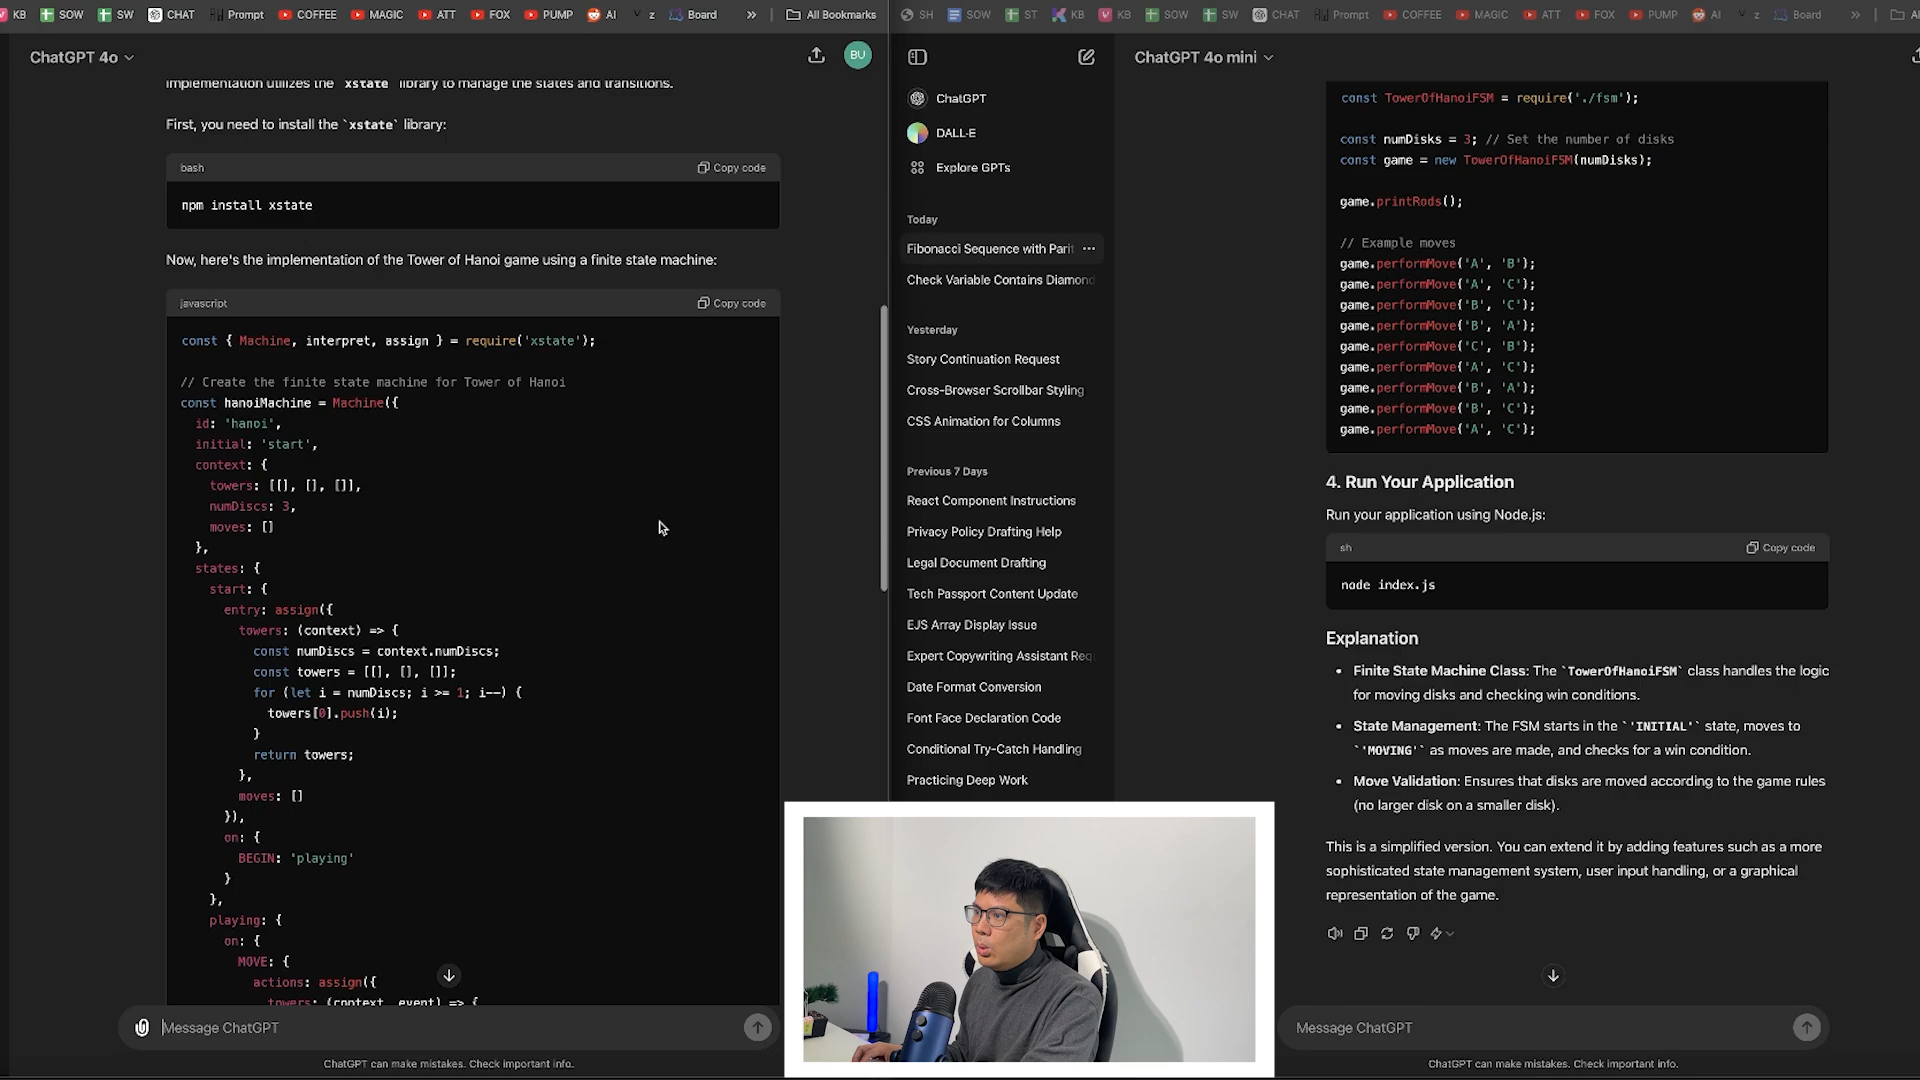 KB SOW SW CHAT Prompt COFFEE MAGIC ATT FOX PUMP AI z Board » All Bookmarks
SH SOW ST KB KB SOW SW CHAT Prompt COFFEE MAGIC ATT FOX PUMP AI z Board »
ChatGPT 4o
BU
implementation utilizes the xstate library to manage the states and transitions.
First, you need to install the `xstate` library:
bash
Copy code
npm install xstate
Now, here's the implementation of the Tower of Hanoi game using a finite state machine:
javascript
Copy code
const { Machine, interpret, assign } = require('xstate');
// Create the finite state machine for Tower of Hanoi
const hanoiMachine = Machine({
id: 'hanoi',
initial: 'start',
context: {
towers: [[], [], []],
numDiscs: 3,
moves: []
},
states: {
start: {
entry: assign({
towers: (context) => {
const numDiscs = context.numDiscs;
const towers = [[], [], []];
for (let i = numDiscs; i >= 1; i--) {
towers[0].push(i);
}
return towers;
},
moves: []
}),
on: {
BEGIN: 'playing'
}
},
playing: {
on: {
MOVE: {
actions: assign({
towers: (context, event) => {
Message ChatGPT
ChatGPT can make mistakes. Check important info.
ChatGPT
DALL-E
Explore GPTs
Today
Fibonacci Sequence with Parit
Check Variable Contains Diamond
Yesterday
Story Continuation Request
Cross-Browser Scrollbar Styling
CSS Animation for Columns
Previous 7 Days
React Component Instructions
Privacy Policy Drafting Help
Legal Document Drafting
Tech Passport Content Update
EJS Array Display Issue
Expert Copywriting Assistant Req
Date Format Conversion
Font Face Declaration Code
Conditional Try-Catch Handling
Practicing Deep Work
ChatGPT 4o mini
const TowerOfHanoiFSM = require('./fsm');
const numDisks = 3; // Set the number of disks
const game = new TowerOfHanoiFSM(numDisks);
game.printRods();
// Example moves
game.performMove('A', 'B');
game.performMove('A', 'C');
game.performMove('B', 'C');
game.performMove('B', 'A');
game.performMove('C', 'B');
game.performMove('A', 'C');
game.performMove('B', 'A');
game.performMove('B', 'C');
game.performMove('A', 'C');
4. Run Your Application
Run your application using Node.js:
sh
Copy code
node index.js
Explanation
• Finite State Machine Class: The `TowerOfHanoiFSM` class handles the logic
for moving disks and checking win conditions.
• State Management: The FSM starts in the `'INITIAL'` state, moves to
`'MOVING'` as moves are made, and checks for a win condition.
• Move Validation: Ensures that disks are moved according to the game rules
(no larger disk on a smaller disk).
This is a simplified version. You can extend it by adding features such as a more
sophisticated state management system, user input handling, or a graphical
representation of the game.
Message ChatGPT
ChatGPT can make mistakes. Check important info.